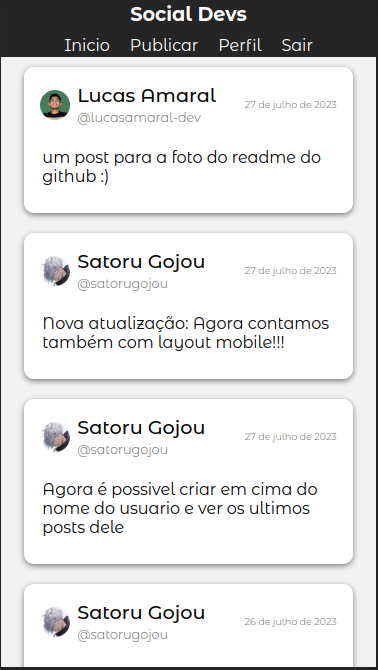 Social Devs
Inicio Publicar Perfil Sair
Lucas Amaral
27 de julho de 2023
@lucasamaral-dev
um post para a foto do readme do
github :)
Satoru Gojou
27 de julho de 2023
@satorugojou
Nova atualização: Agora contamos
também com layout mobile!!!
Satoru Gojou
27 de julho de 2023
@satorugojou
Agora é possivel criar em cima do
nome do usuario e ver os ultimos
posts dele
Satoru Gojou
26 de julho de 2023
@satorugojou